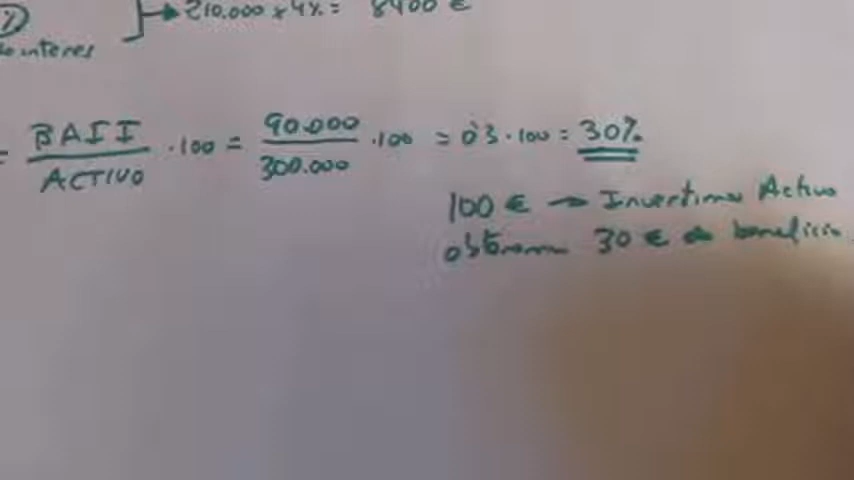 210.000 x 4% = 8400 €
interes
= BAII / ACTIVO · 100 = 90.000 / 300.000 · 100 = 0'3 · 100 = 30%
100 € → Invertimos Activo
obtenemos 30 € de beneficio.